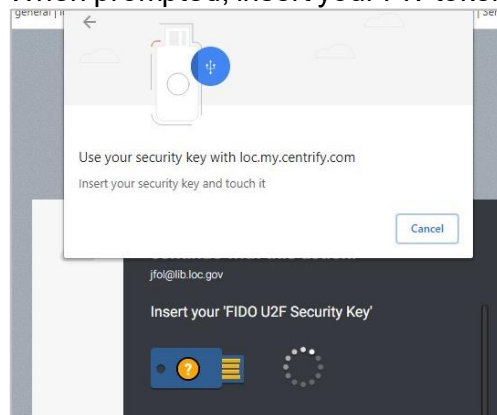 general
Use your security key with loc.my.centrify.com
Insert your security key and touch it
Cancel
jfol@lib.loc.gov
Insert your 'FIDO U2F Security Key'
?